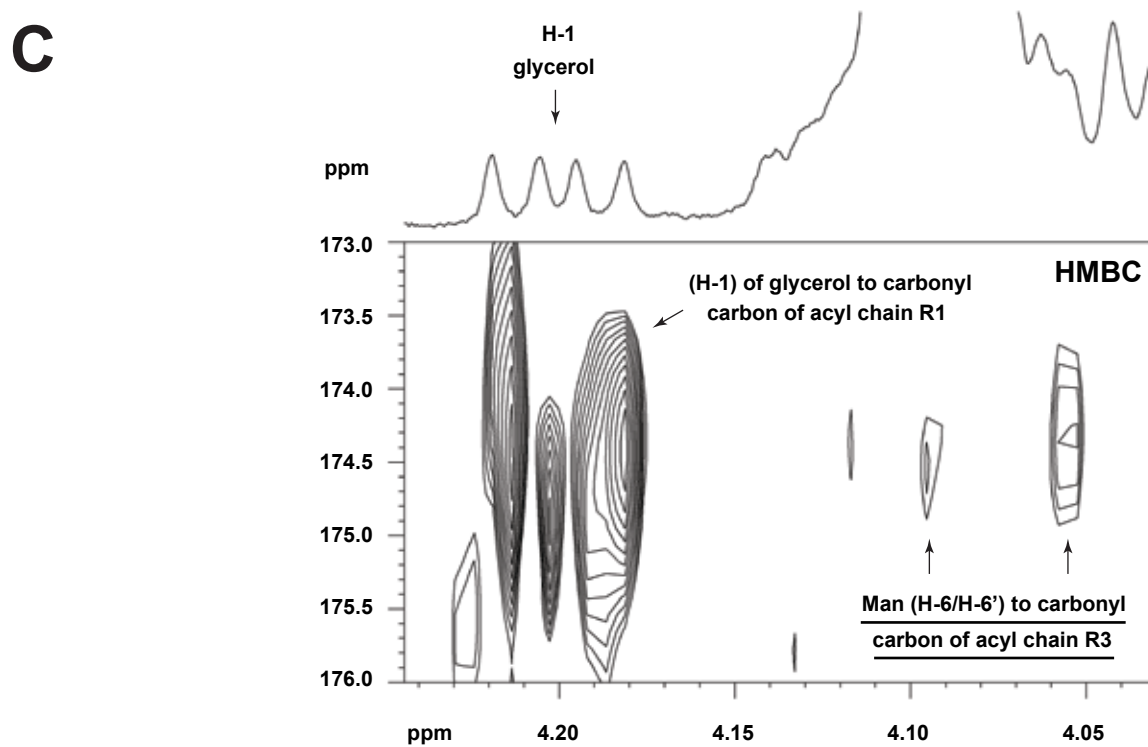 C
H-1
glycerol
ppm
173.0
HMBC
(H-1) of glycerol to carbonyl
carbon of acyl chain R1
173.5
174.0
174.5
175.0
175.5
Man (H-6/H-6’) to carbonyl
carbon of acyl chain R3
176.0
ppm
4.20
4.15
4.10
4.05